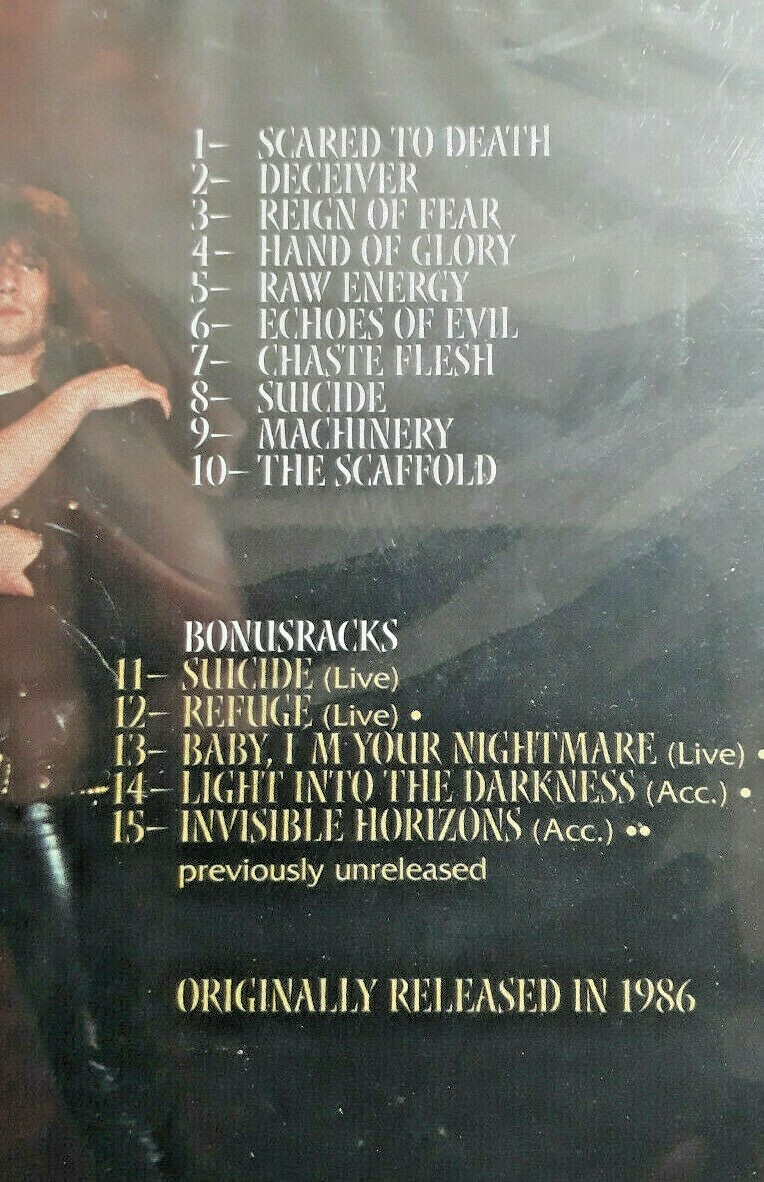 1- SCARED TO DEATH
2- DECEIVER
3- REIGN OF FEAR
4- HAND OF GLORY
5- RAW ENERGY
6- ECHOES OF EVIL
7- CHASTE FLESH
8- SUICIDE
9- MACHINERY
10- THE SCAFFOLD
BONUSRACKS
11- SUICIDE (Live)
12- REFUGE (Live) •
13- BABY, I M YOUR NIGHTMARE (Live) •
14- LIGHT INTO THE DARKNESS (Acc.) •
15- INVISIBLE HORIZONS (Acc.) ••
previously unreleased
ORIGINALLY RELEASED IN 1986